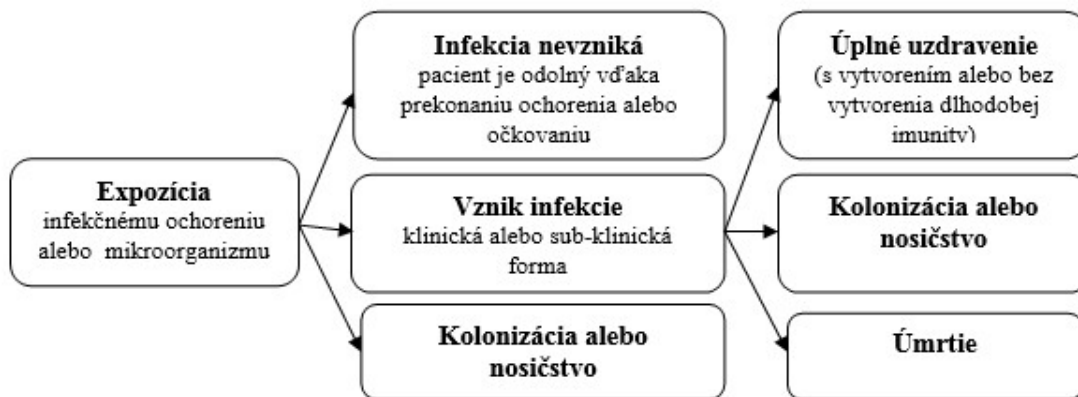 Expozícia
infekčnému ochoreniu
alebo mikroorganizmu
Infekcia nevzniká
pacient je odolný vďaka
prekonaniu ochorenia alebo
očkovaniu
Vznik infekcie
klinická alebo sub-klinická
forma
Kolonizácia alebo
nosičstvo
Úplné uzdravenie
(s vytvorením alebo bez
vytvorenia dlhodobej
imunity)
Kolonizácia alebo
nosičstvo
Úmrtie